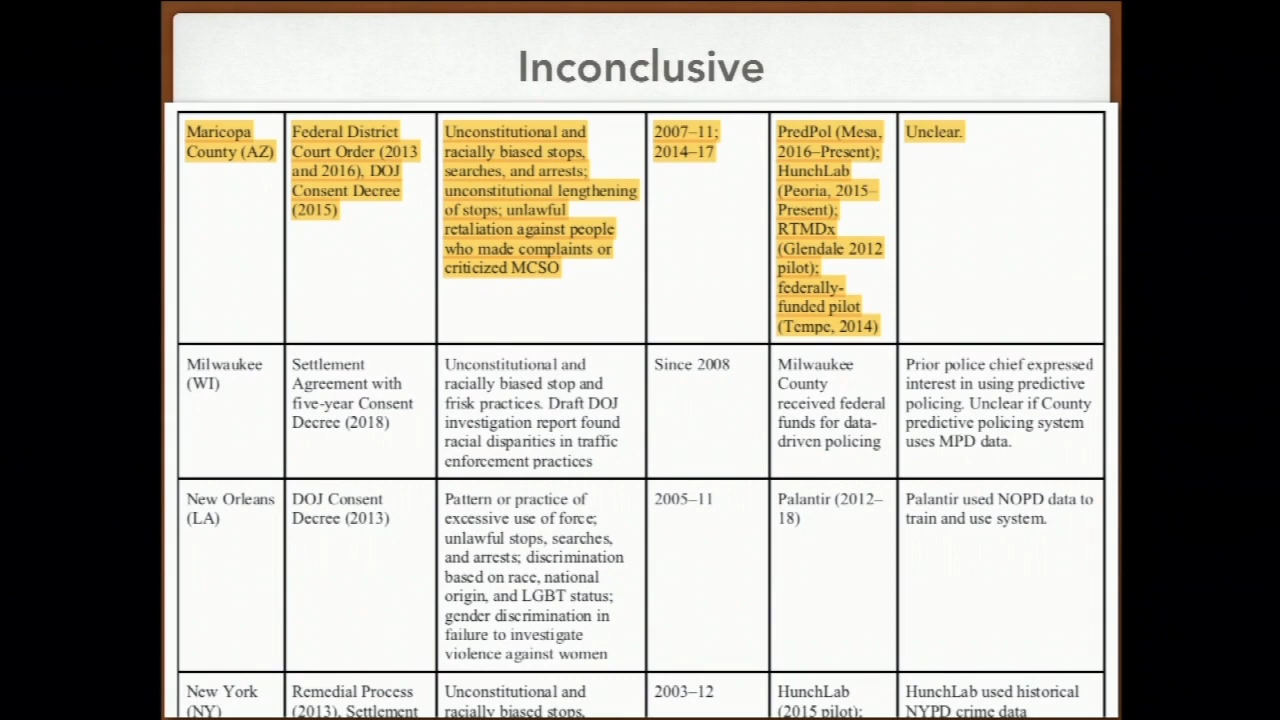 Inconclusive
Maricopa
County (AZ)
Federal District
Court Order (2013
and 2016), DOJ
Consent Decree
(2015)
Unconstitutional and
racially biased stops,
searches, and arrests;
unconstitutional lengthening
of stops; unlawful
retaliation against people
who made complaints or
criticized MCSO
2007–11;
2014–17
PredPol (Mesa,
2016–Present);
HunchLab
(Peoria, 2015–
Present);
RTMDx
(Glendale 2012
pilot);
federally-
funded pilot
(Tempe, 2014)
Unclear.
Milwaukee
(WI)
Settlement
Agreement with
five-year Consent
Decree (2018)
Unconstitutional and
racially biased stop and
frisk practices. Draft DOJ
investigation report found
racial disparities in traffic
enforcement practices
Since 2008
Milwaukee
County
received federal
funds for data-
driven policing
Prior police chief expressed
interest in using predictive
policing. Unclear if County
predictive policing system
uses MPD data.
New Orleans
(LA)
DOJ Consent
Decree (2013)
Pattern or practice of
excessive use of force;
unlawful stops, searches,
and arrests; discrimination
based on race, national
origin, and LGBT status;
gender discrimination in
failure to investigate
violence against women
2005–11
Palantir (2012–
18)
Palantir used NOPD data to
train and use system.
New York
(NY)
Remedial Process
(2013), Settlement
Unconstitutional and
racially biased stops,
2003–12
HunchLab
(2015 pilot);
HunchLab used historical
NYPD crime data